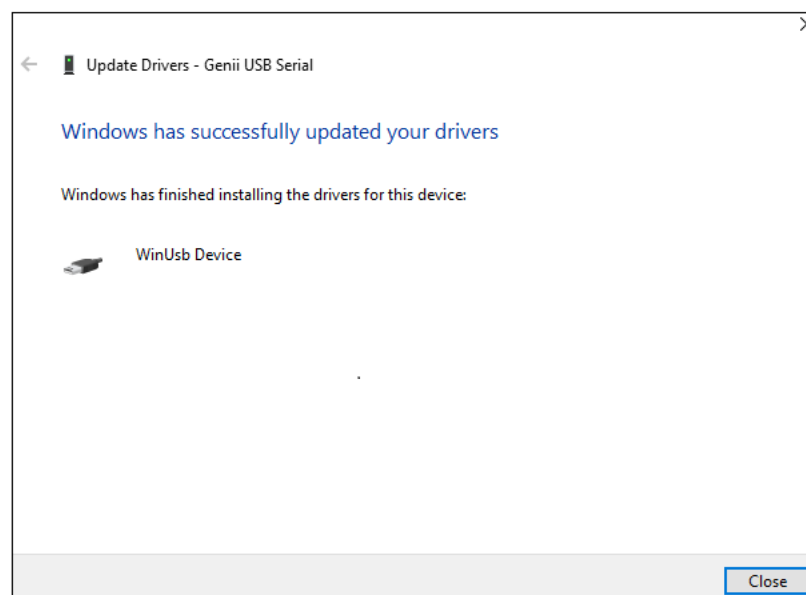 Update Drivers - Genii USB Serial
Windows has successfully updated your drivers
Windows has finished installing the drivers for this device:
WinUsb Device
Close